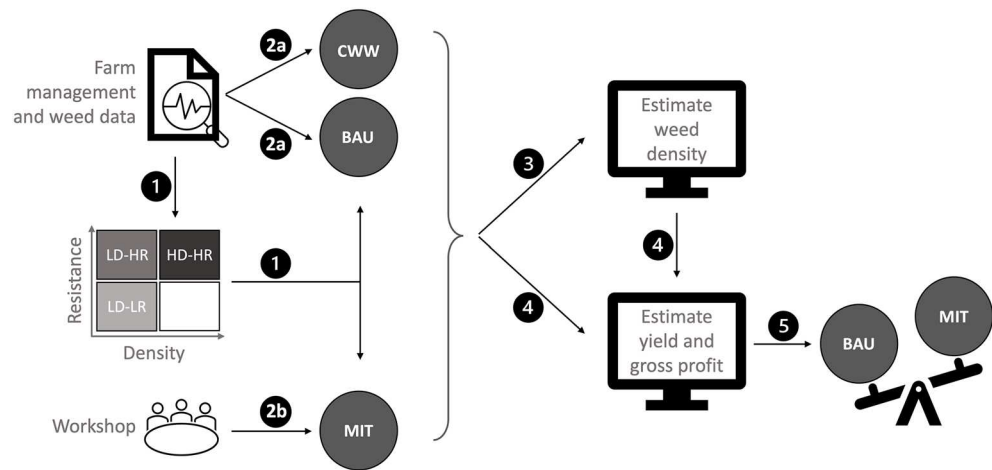 Farm
management
and weed data
2a
2a
CWW
BAU
1
Resistance
LD-HR
HD-HR
LD-LR
Density
1
Workshop
2b
MIT
3
4
Estimate
weed
density
4
Estimate
yield and
gross profit
5
BAU
MIT